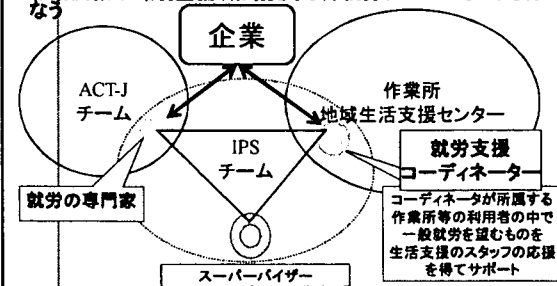 なう
企業
ACT-J
チーム
作業所
地域生活支援センター
IPS
チーム
就労支援
コーディネーター
就労の専門家
コーディネータが所属する
作業所等の利用者の中で
一般就労を望むものを
生活支援のスタッフの応援
を得てサポート
スーパーバイザー